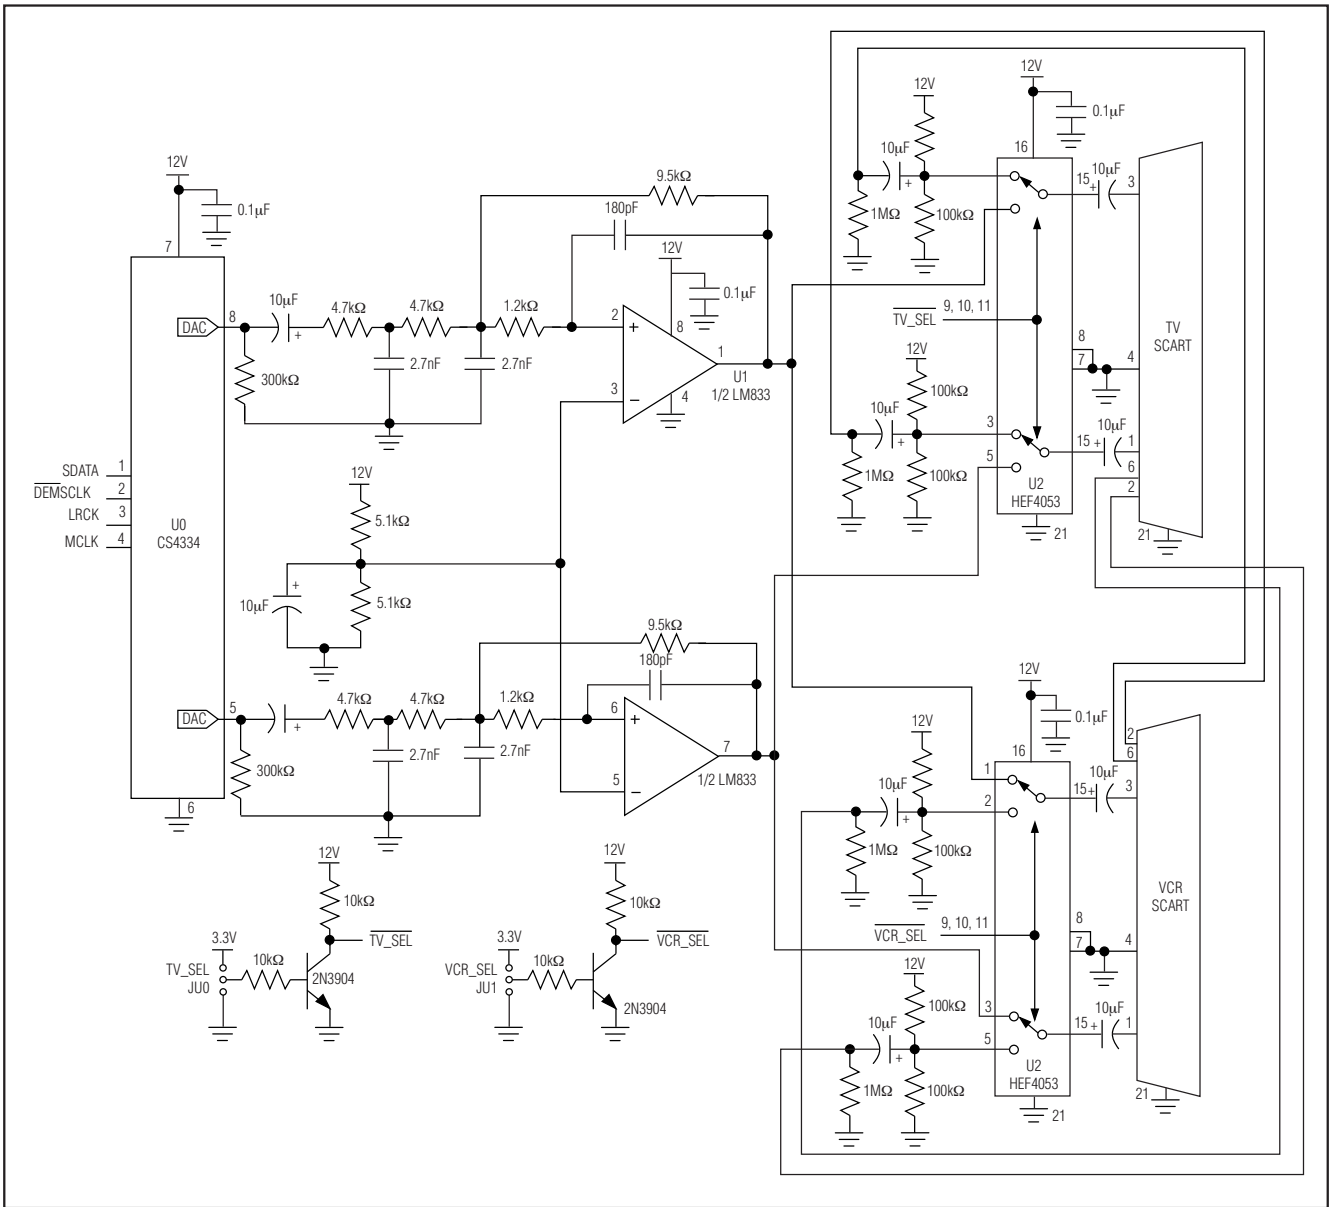 12V
0.1µF
7
DAC
8
10µF
+
4.7kΩ
4.7kΩ
1.2kΩ
9.5kΩ
180pF
12V
0.1µF
2
+
8
1
U1
1/2 LM833
3
−
4
300kΩ
2.7nF
2.7nF
SDATA
1
DEMSCLK
2
LRCK
3
MCLK
4
U0
CS4334
12V
5.1kΩ
+
10µF
5.1kΩ
DAC
5
+
4.7kΩ
4.7kΩ
1.2kΩ
9.5kΩ
180pF
6
+
7
1/2 LM833
5
−
300kΩ
2.7nF
2.7nF
6
12V
10kΩ
TV_SEL
3.3V
TV_SEL
JU0
10kΩ
2N3904
12V
10kΩ
VCR_SEL
3.3V
VCR_SEL
JU1
10kΩ
2N3904
12V
12V
0.1µF
16
10µF
+
1MΩ
100kΩ
15
+
10µF
3
TV_SEL
9, 10, 11
TV
SCART
8
7
4
12V
100kΩ
10µF
+
1MΩ
100kΩ
3
5
15
+
10µF
1
6
2
U2
HEF4053
21
21
12V
0.1µF
16
12V
10µF
+
1MΩ
100kΩ
1
2
15
+
10µF
2
6
3
VCR_SEL
9, 10, 11
VCR
SCART
8
7
4
12V
100kΩ
10µF
+
1MΩ
100kΩ
3
5
15
+
10µF
1
U2
HEF4053
21
21